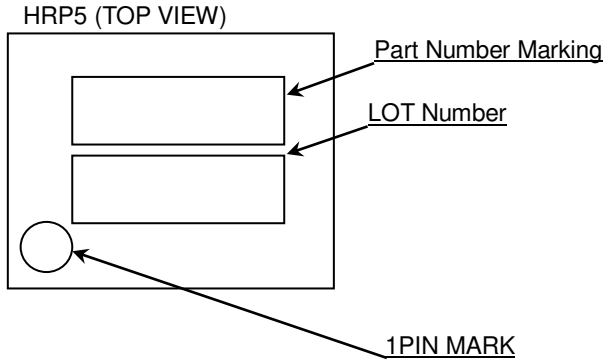 HRP5 (TOP VIEW)
Part Number Marking
LOT Number
1PIN MARK